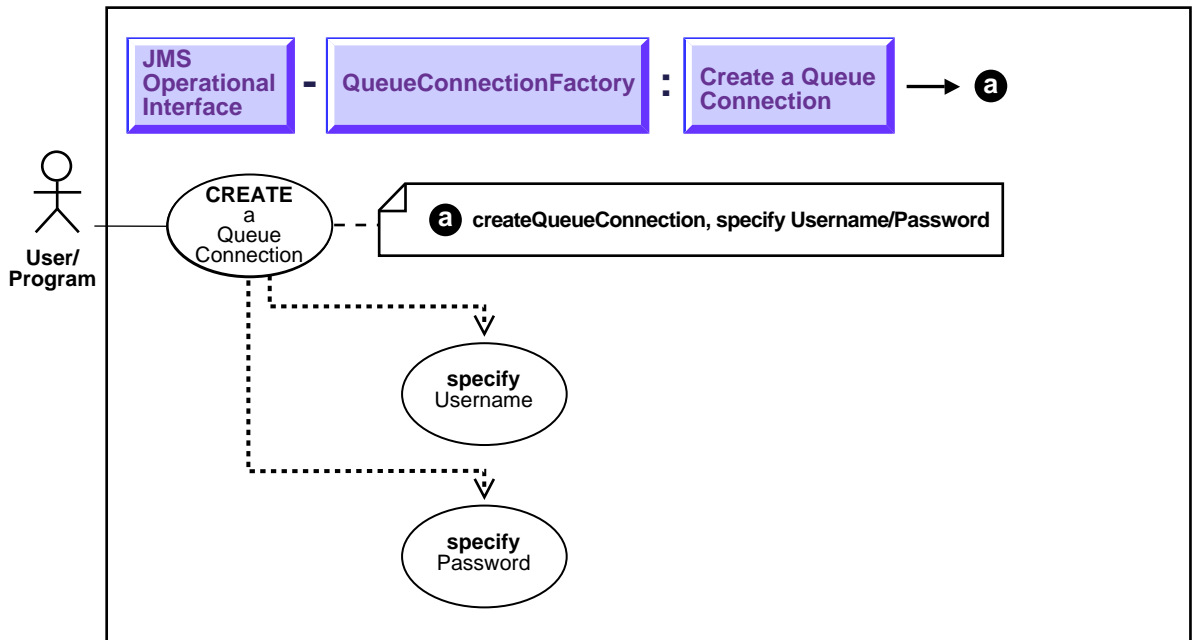 JMS
Operational
Interface
-
QueueConnectionFactory
:
Create a Queue
Connection
a
User/
Program
CREATE
a
Queue
Connection
a createQueueConnection, specify Username/Password
specify
Username
specify
Password